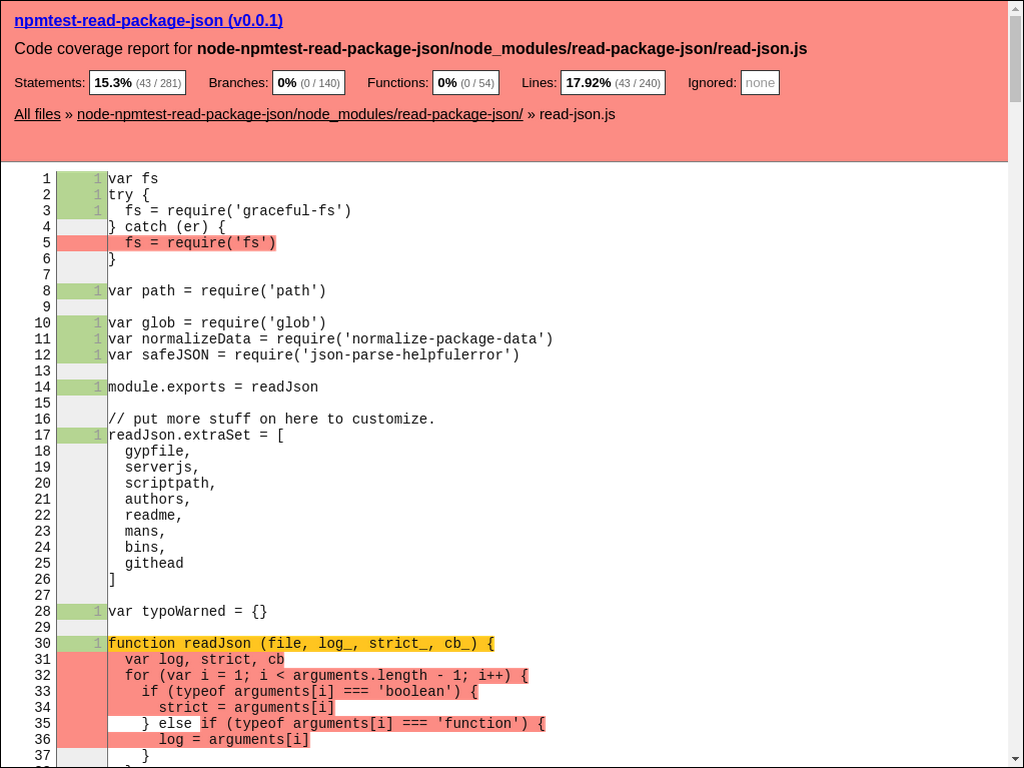 npmtest-read-package-json (v0.0.1)
Code coverage report for node-npmtest-read-package-json/node_modules/read-package-json/read-json.js
Statements: 15.3% (43 / 281) Branches: 0% (0 / 140) Functions: 0% (0 / 54) Lines: 17.92% (43 / 240) Ignored: none
All files » node-npmtest-read-package-json/node_modules/read-package-json/ » read-json.js
1 1 var fs
2 1 try {
3 1 fs = require('graceful-fs')
4 } catch (er) {
5 fs = require('fs')
6 }
7
8 1 var path = require('path')
9
10 1 var glob = require('glob')
11 1 var normalizeData = require('normalize-package-data')
12 1 var safeJSON = require('json-parse-helpfulerror')
13
14 1 module.exports = readJson
15
16 // put more stuff on here to customize.
17 1 readJson.extraSet = [
18 gypfile,
19 serverjs,
20 scriptpath,
21 authors,
22 readme,
23 mans,
24 bins,
25 githead
26 ]
27
28 1 var typoWarned = {}
29
30 1 function readJson (file, log_, strict_, cb_) {
31 var log, strict, cb
32 for (var i = 1; i < arguments.length - 1; i++) {
33 if (typeof arguments[i] === 'boolean') {
34 strict = arguments[i]
35 } else if (typeof arguments[i] === 'function') {
36 log = arguments[i]
37 }